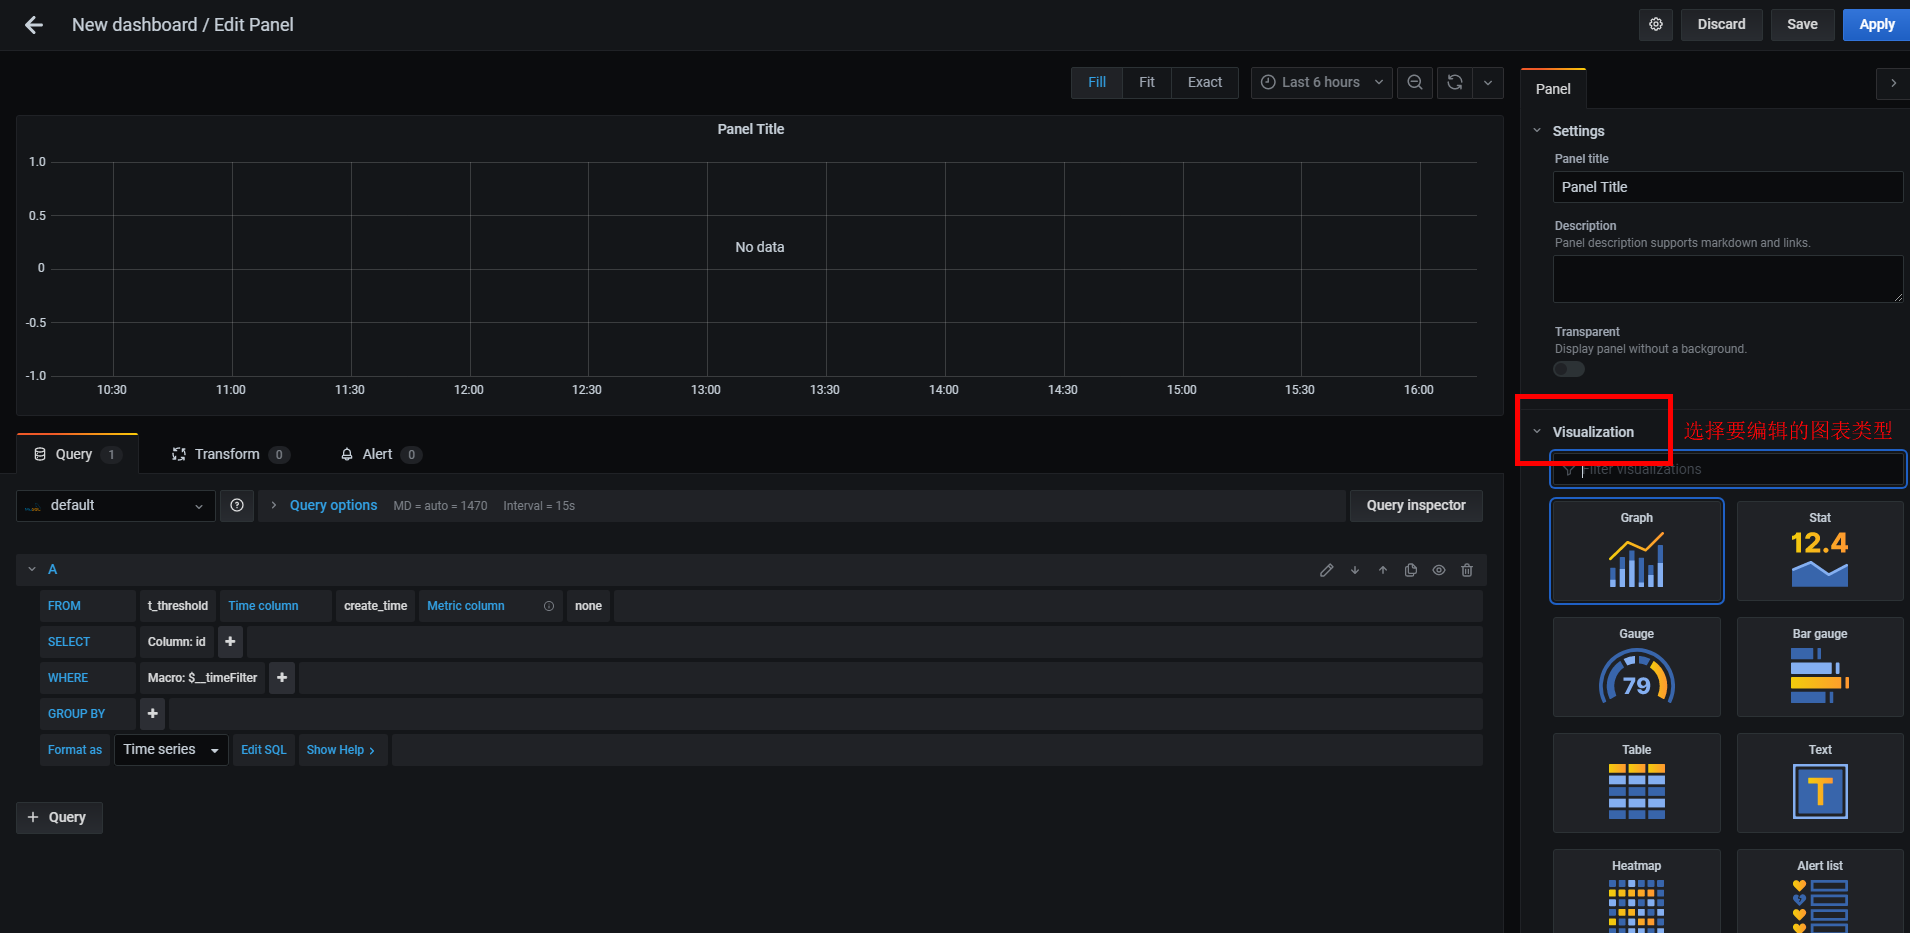 New dashboard / Edit Panel
Discard
Save
Apply
Fill
Fit
Exact
Last 6 hours
Panel Title
1.0
0.5
0
-0.5
-1.0
No data
10:30
11:00
11:30
12:00
12:30
13:00
13:30
14:00
14:30
15:00
15:30
16:00
Query 1
Transform 0
Alert 0
default
Query options MD = auto = 1470 Interval = 15s
Query inspector
A
FROM t_threshold Time column create_time Metric column none
SELECT Column: id +
WHERE Macro: $__timeFilter +
GROUP BY +
Format as Time series Edit SQL Show Help >
+ Query
Panel
Settings
Panel title
Panel Title
Description
Panel description supports markdown and links.
Transparent
Display panel without a background.
Visualization
选择要编辑的图表类型
Filter visualizations
Graph
Stat
12.4
Gauge
79
Bar gauge
Table
Text
T
Heatmap
Alert list